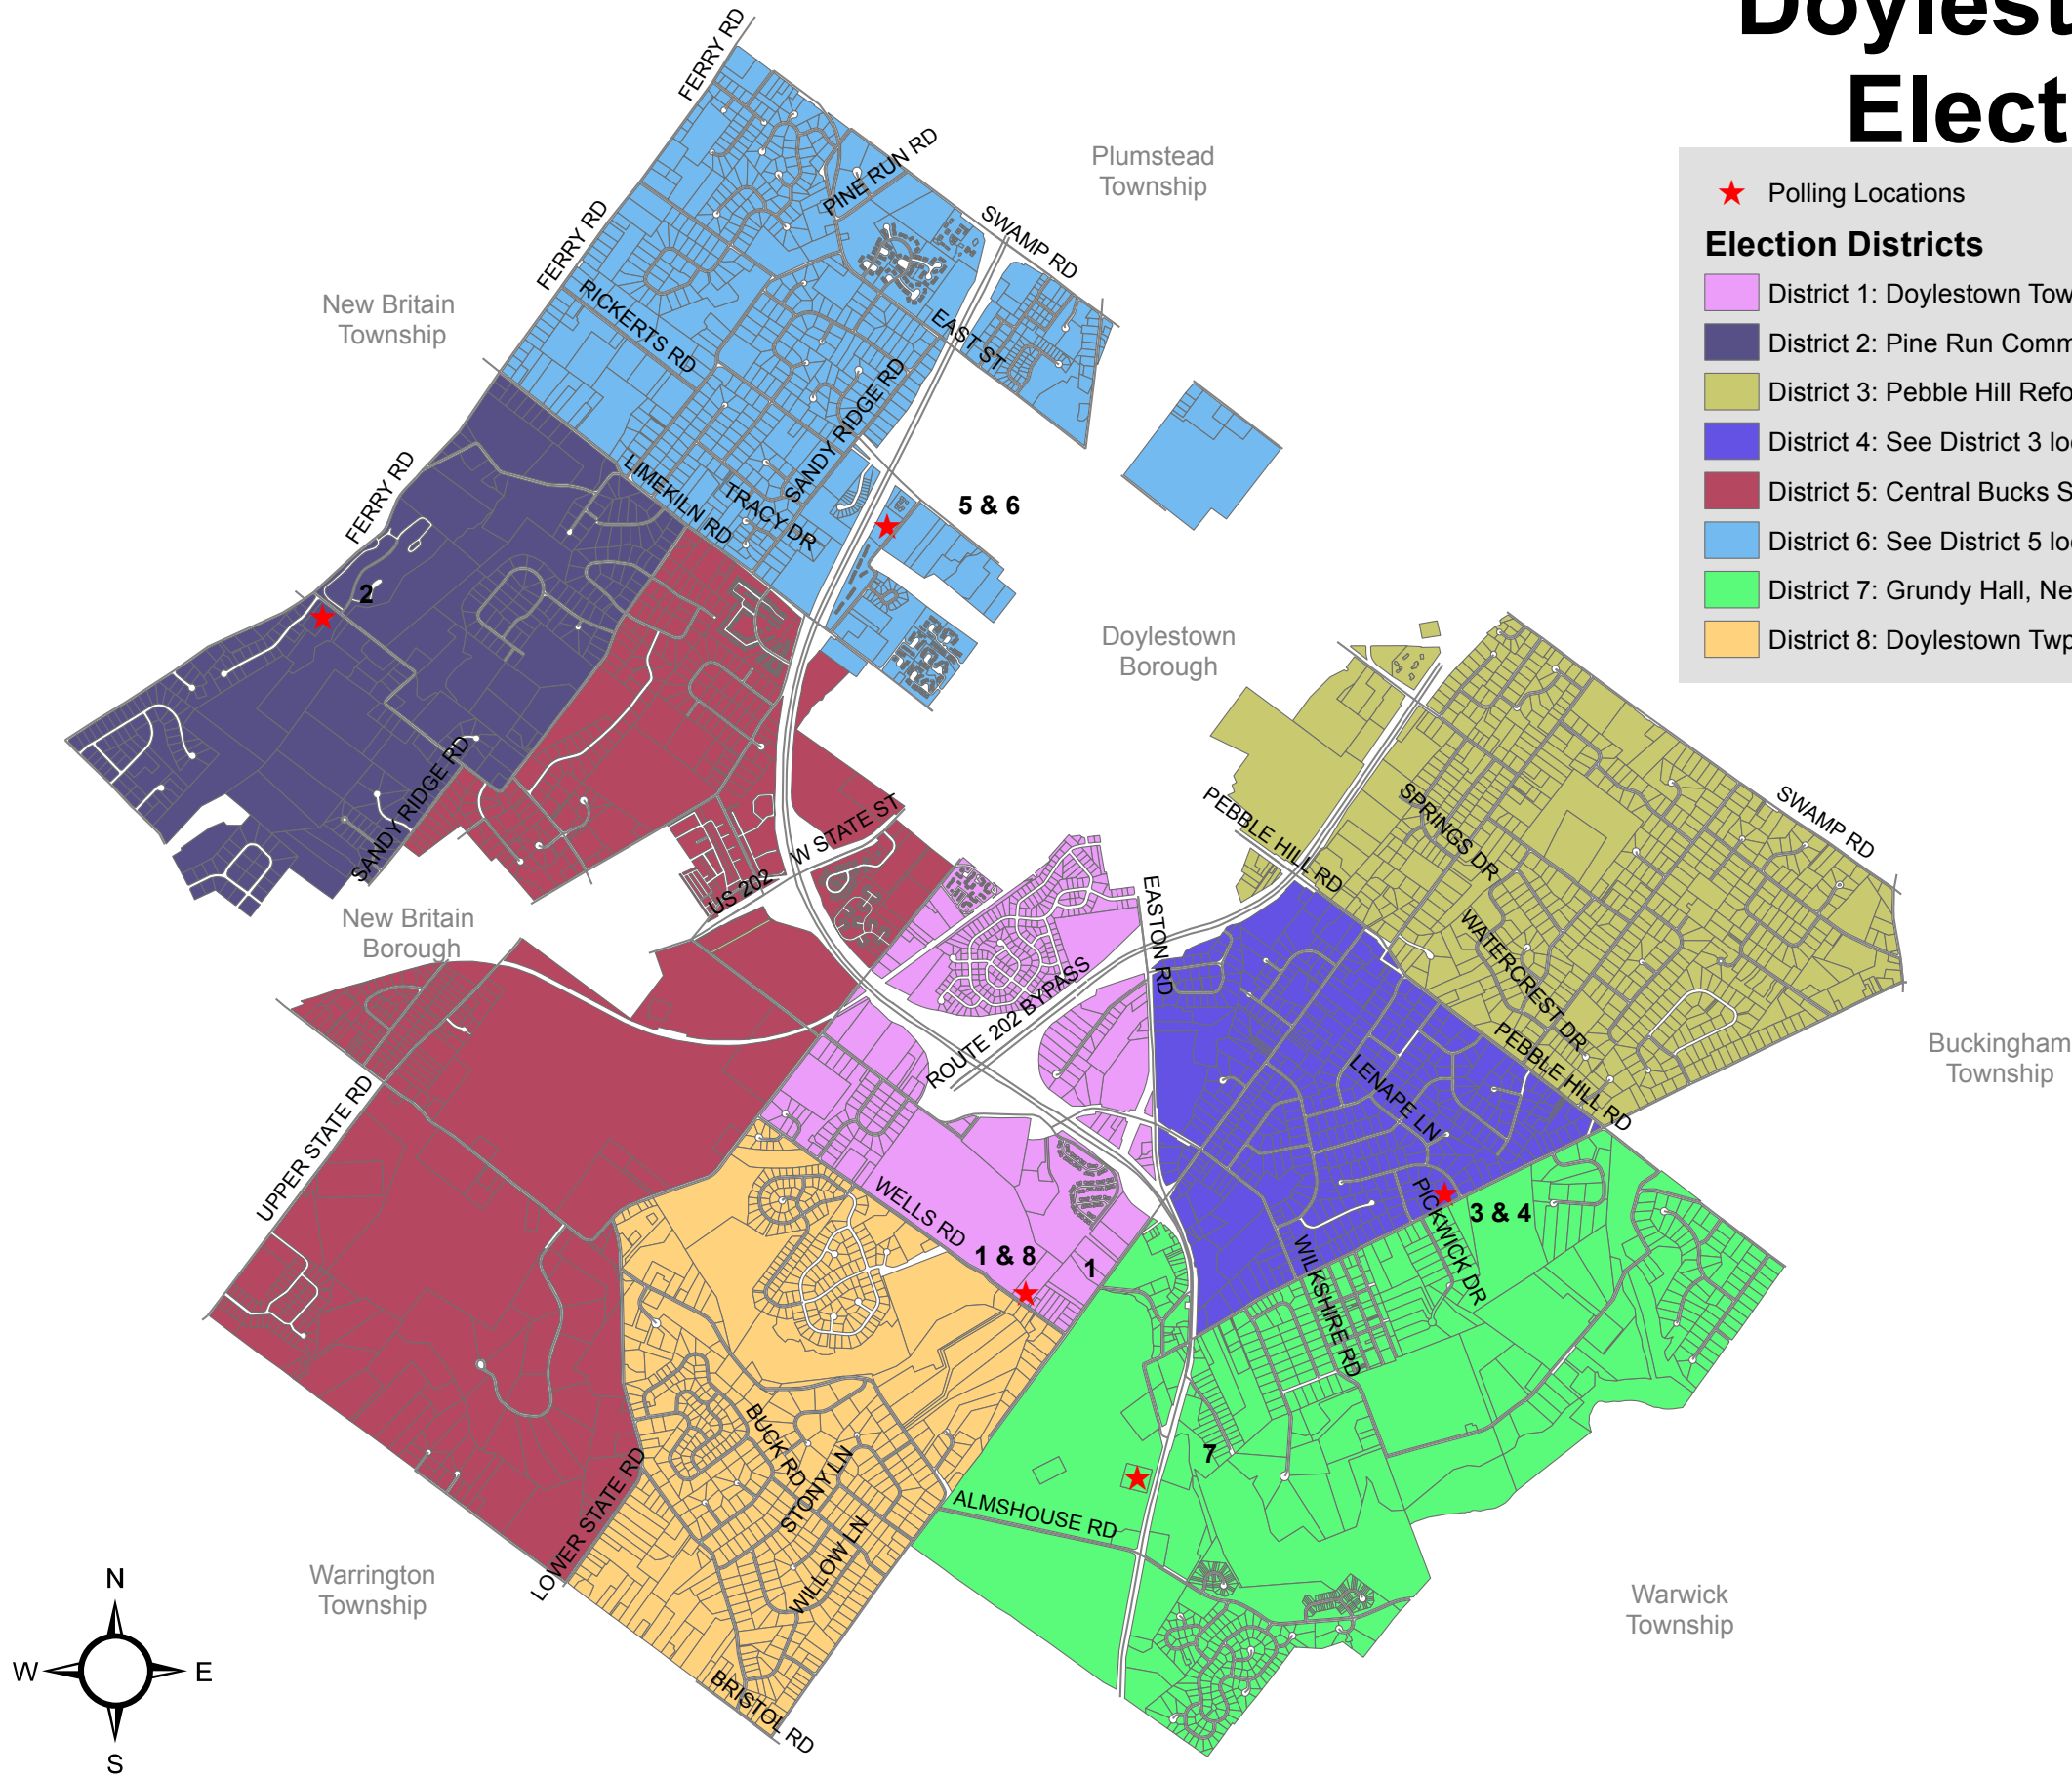 Doylest
Elect
Polling Locations
Election Districts
District 1: Doylestown Tow
District 2: Pine Run Comm
District 3: Pebble Hill Refo
District 4: See District 3 lo
District 5: Central Bucks S
District 6: See District 5 lo
District 7: Grundy Hall, Ne
District 8: Doylestown Twp
FERRY RD
PINE RUN RD
Plumstead
Township
SWAMP RD
FERRY RD
New Britain
Township
RICKERTS RD
EAST ST
SANDY RIDGE RD
LIMEKILN RD
TRACY DR
5 & 6
FERRY RD
2
Doylestown
Borough
SANDY RIDGE RD
W STATE ST
US 202
PEBBLE HILL RD
SPRINGS DR
SWAMP RD
New Britain
Borough
EASTON RD
WATERCREST DR
ROUTE 202 BYPASS
PEBBLE HILL RD
LENAPE LN
Buckingham
Township
UPPER STATE RD
WELLS RD
1 & 8
1
PICKWICK DR
3 & 4
WILKSHIRE RD
BUCK RD
STONY LN
7
LOWER STATE RD
ALMSHOUSE RD
WILLOW LN
Warrington
Township
Warwick
Township
BRISTOL RD
N
W
E
S